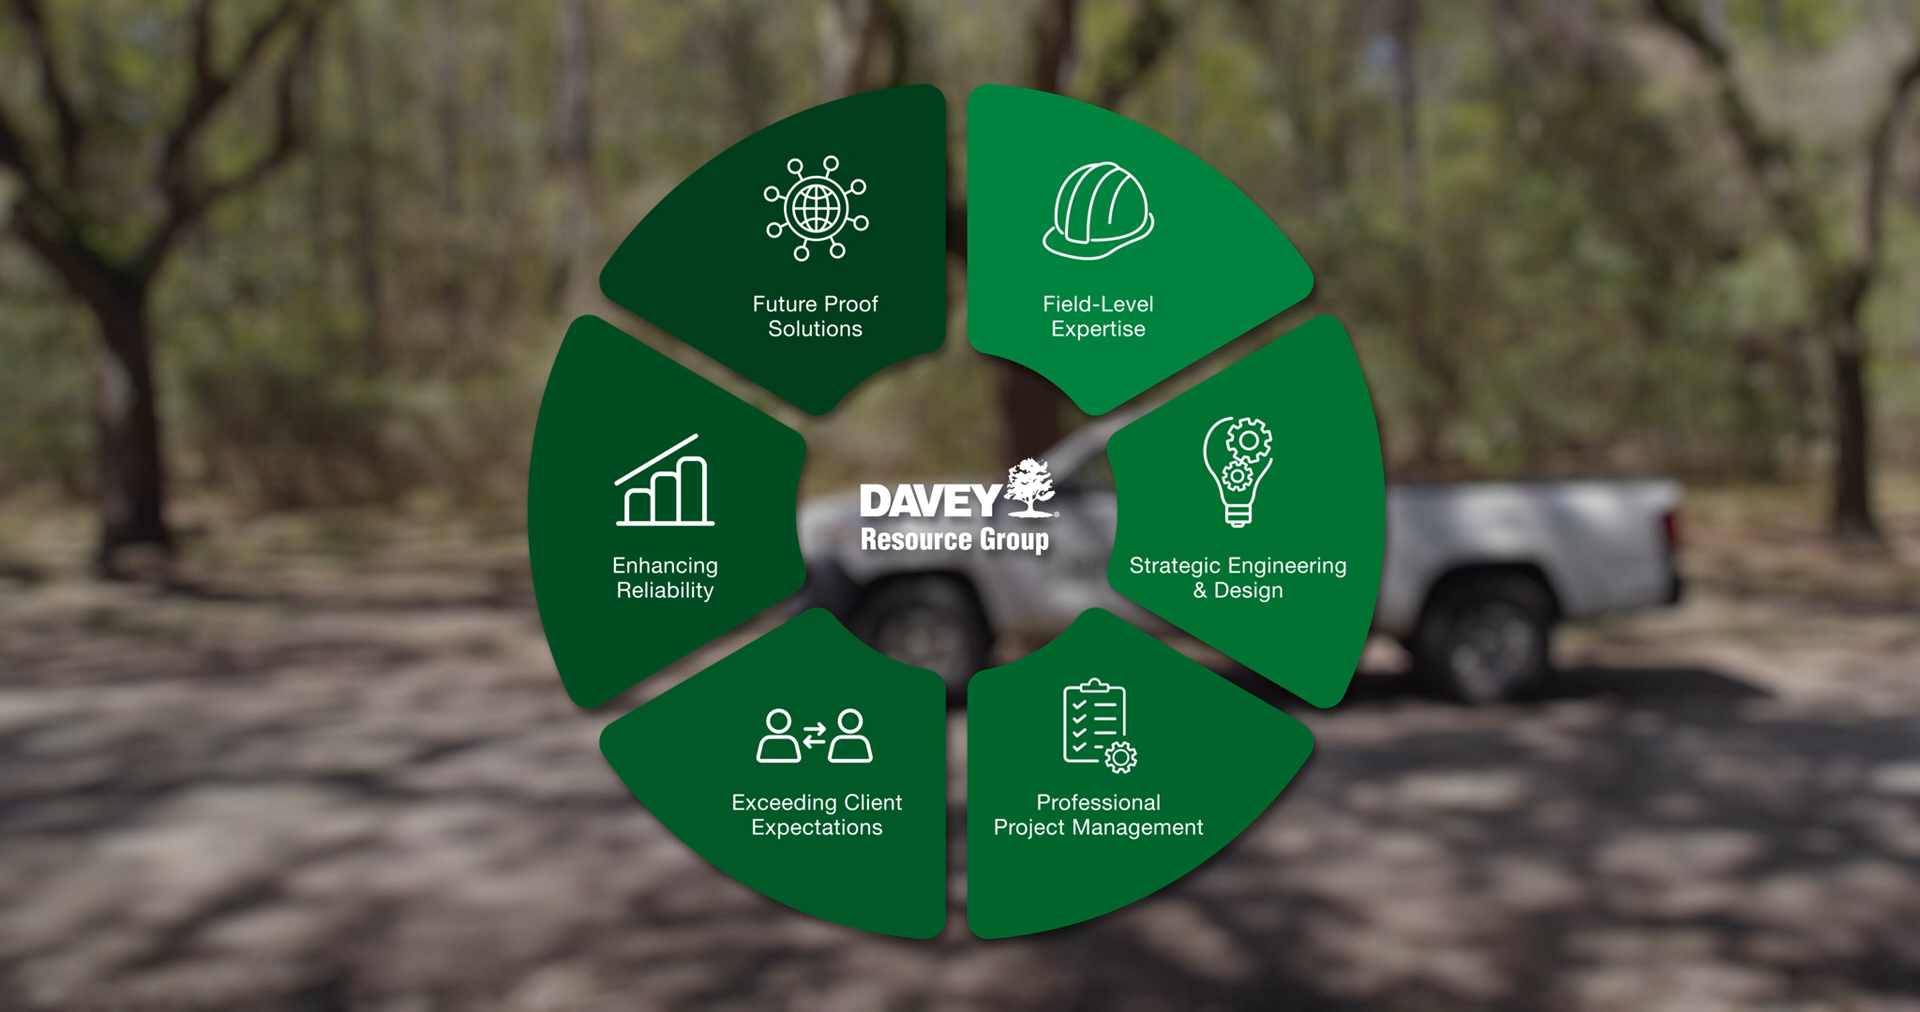 Future Proof
Solutions
Field-Level
Expertise
Enhancing
Reliability
DAVEY
Resource Group
Strategic Engineering
& Design
Exceeding Client
Expectations
Professional
Project Management